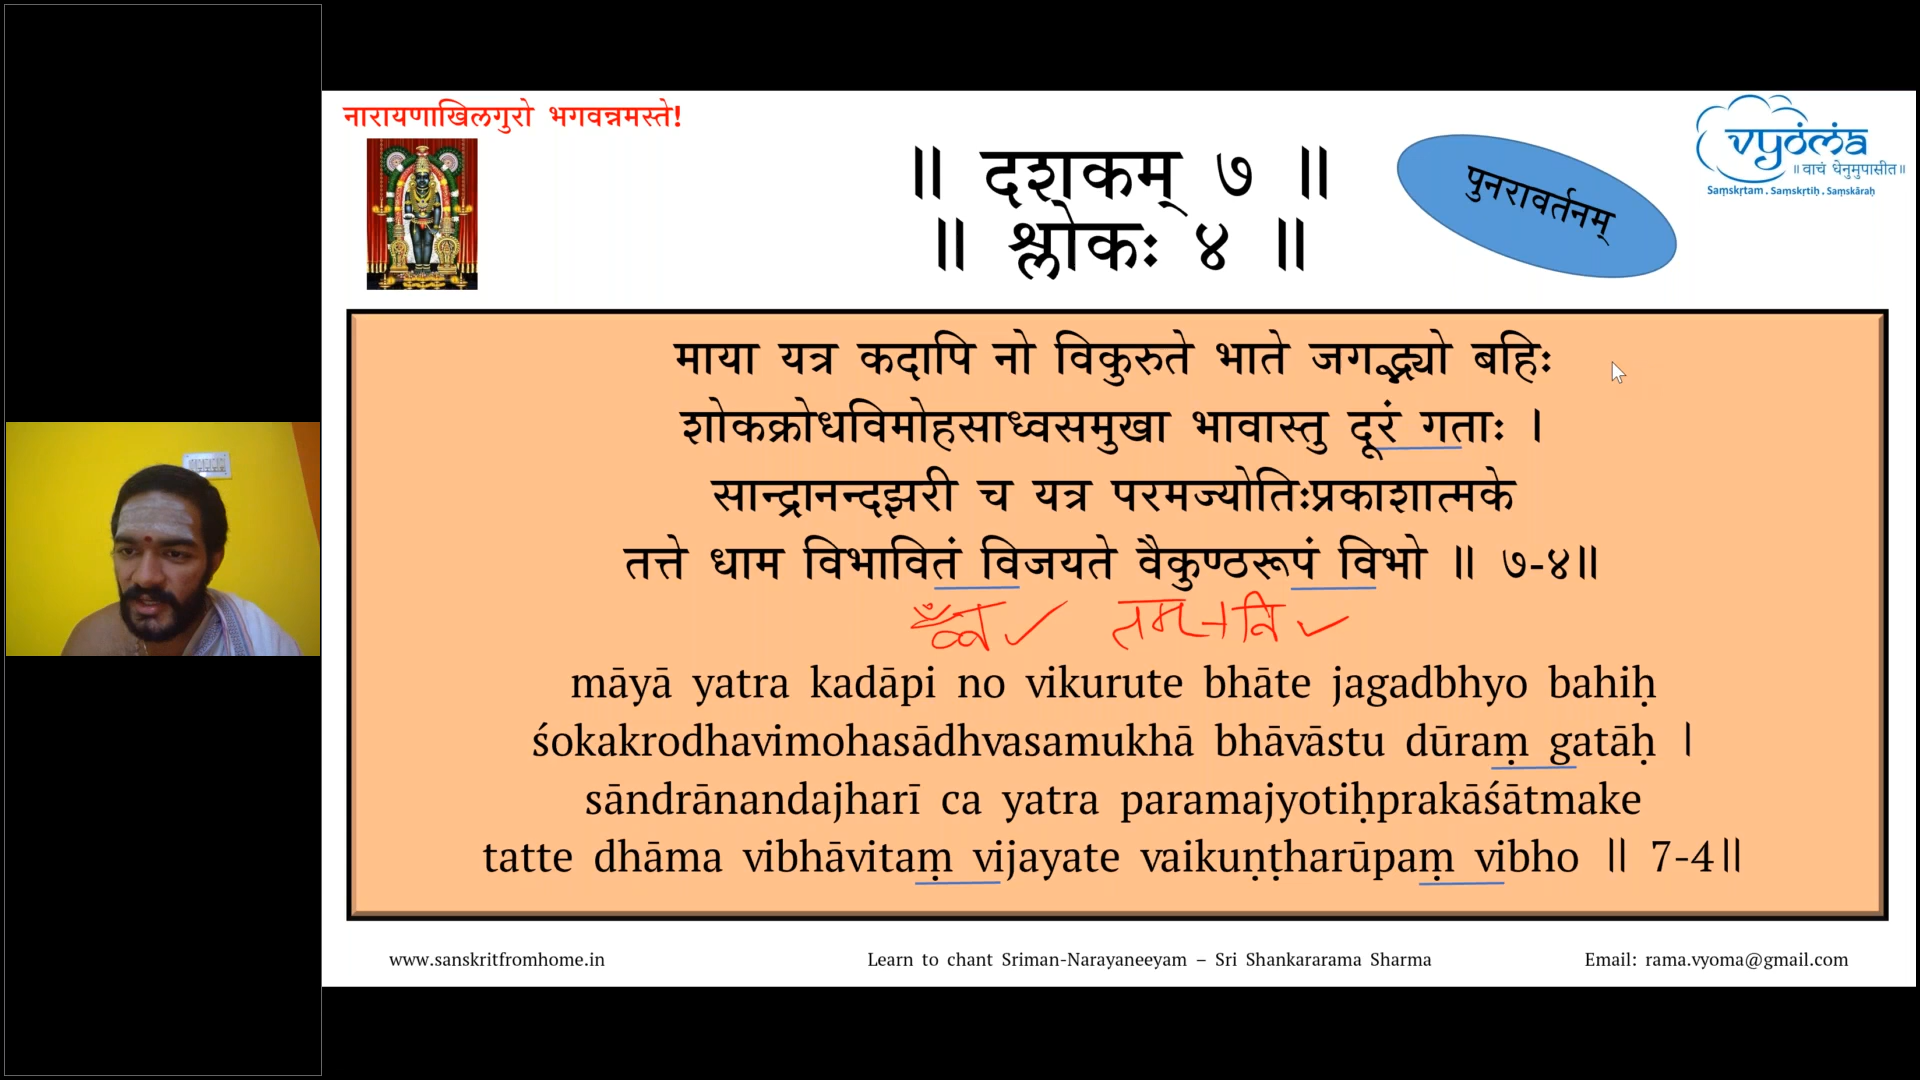 नारायणाखिलगुरो भगवन्नमस्ते!
॥ दशकम् ७ ॥
॥ श्लोकः ४ ॥
पुनरावर्तनम्
vyoma
॥ वाचं धेनुमुपासीत॥
Saṃskṛtam . Saṃskṛtiḥ . Saṃskāraḥ
माया यत्र कदापि नो विकुरुते भाते जगद्भ्यो बहिः
शोकक्रोधविमोहसाध्वसमुखा भावास्तु दूरं गताः ।
सान्द्रानन्दझरी च यत्र परमज्योतिःप्रकाशात्मके
तत्ते धाम विभावितं विजयते वैकुण्ठरूपं विभो ॥ ७-४॥
तम् + वि
māyā yatra kadāpi no vikurute bhāte jagadbhyo bahiḥ
śokakrodhavimohasādhvasamukhā bhāvāstu dūraṃ gatāḥ ।
sāndrānandajharī ca yatra paramajyotiḥprakāśātmake
tatte dhāma vibhāvitaṃ vijayate vaikuṇṭharūpaṃ vibho ॥ 7-4॥
www.sanskritfromhome.in
Learn to chant Sriman-Narayaneeyam – Sri Shankararama Sharma
Email: rama.vyoma@gmail.com